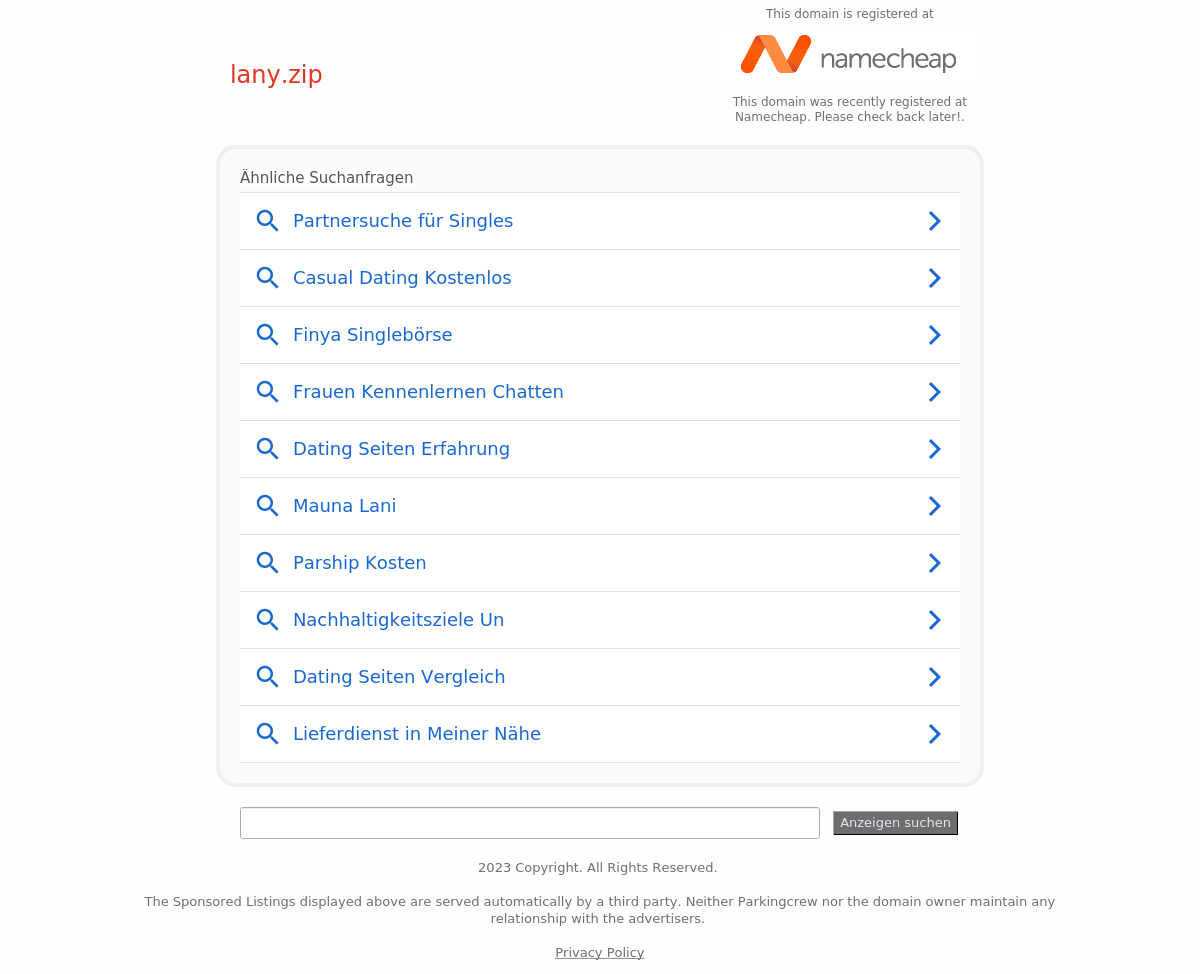 This domain is registered at
namecheap
lany.zip
This domain was recently registered at
Namecheap. Please check back later!.
Ähnliche Suchanfragen
Partnersuche für Singles
Casual Dating Kostenlos
Finya Singlebörse
Frauen Kennenlernen Chatten
Dating Seiten Erfahrung
Mauna Lani
Parship Kosten
Nachhaltigkeitsziele Un
Dating Seiten Vergleich
Lieferdienst in Meiner Nähe
Anzeigen suchen
2023 Copyright. All Rights Reserved.
The Sponsored Listings displayed above are served automatically by a third party. Neither Parkingcrew nor the domain owner maintain any
relationship with the advertisers.
Privacy Policy